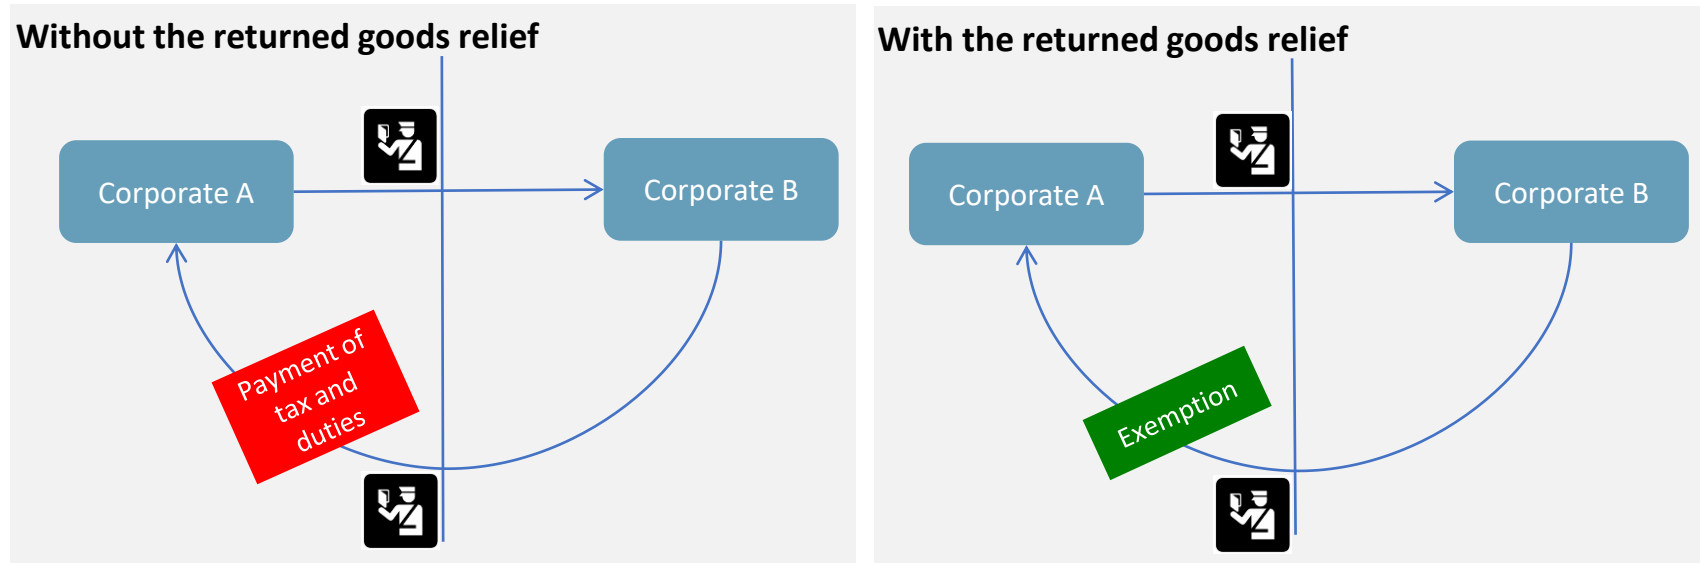 Without the returned goods relief
Corporate A
Corporate B
Payment of
tax and
duties
With the returned goods relief
Corporate A
Corporate B
Exemption